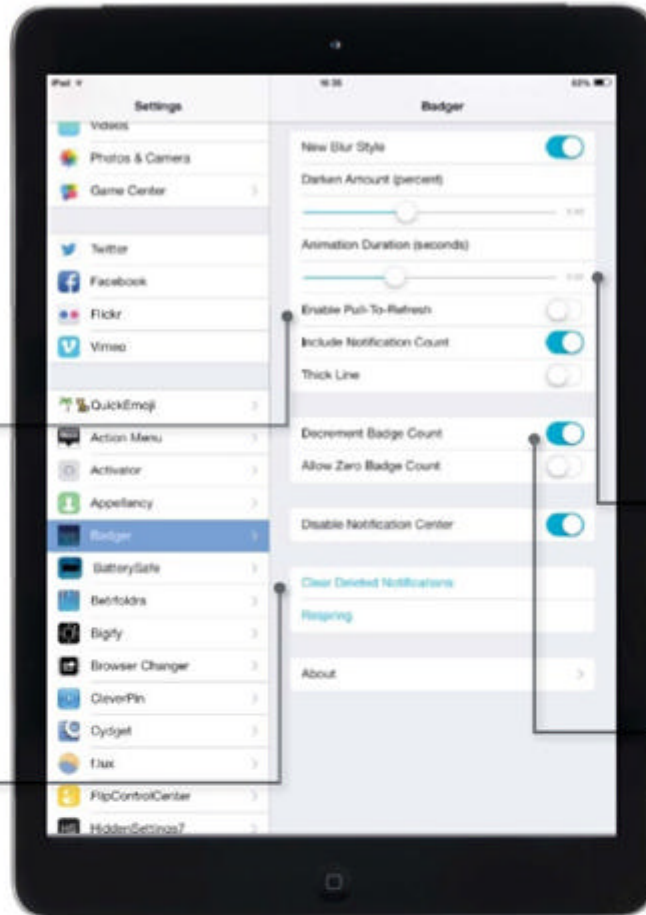 iPad
16:35
Settings
Videos
Photos & Camera
Game Center
Twitter
Facebook
Flickr
Vimeo
QuickEmoji
Action Menu
Activator
Appellancy
Badger
BatterySafe
Betrfoldrs
Bigify
Browser Changer
CleverPin
Cydget
f.lux
FlipControlCenter
HiddenSettings7
Badger
New Blur Style
Darken Amount (percent)
Animation Duration (seconds)
Enable Pull-To-Refresh
Include Notification Count
Thick Line
Decrement Badge Count
Allow Zero Badge Count
Disable Notification Center
Clear Deleted Notifications
Respring
About